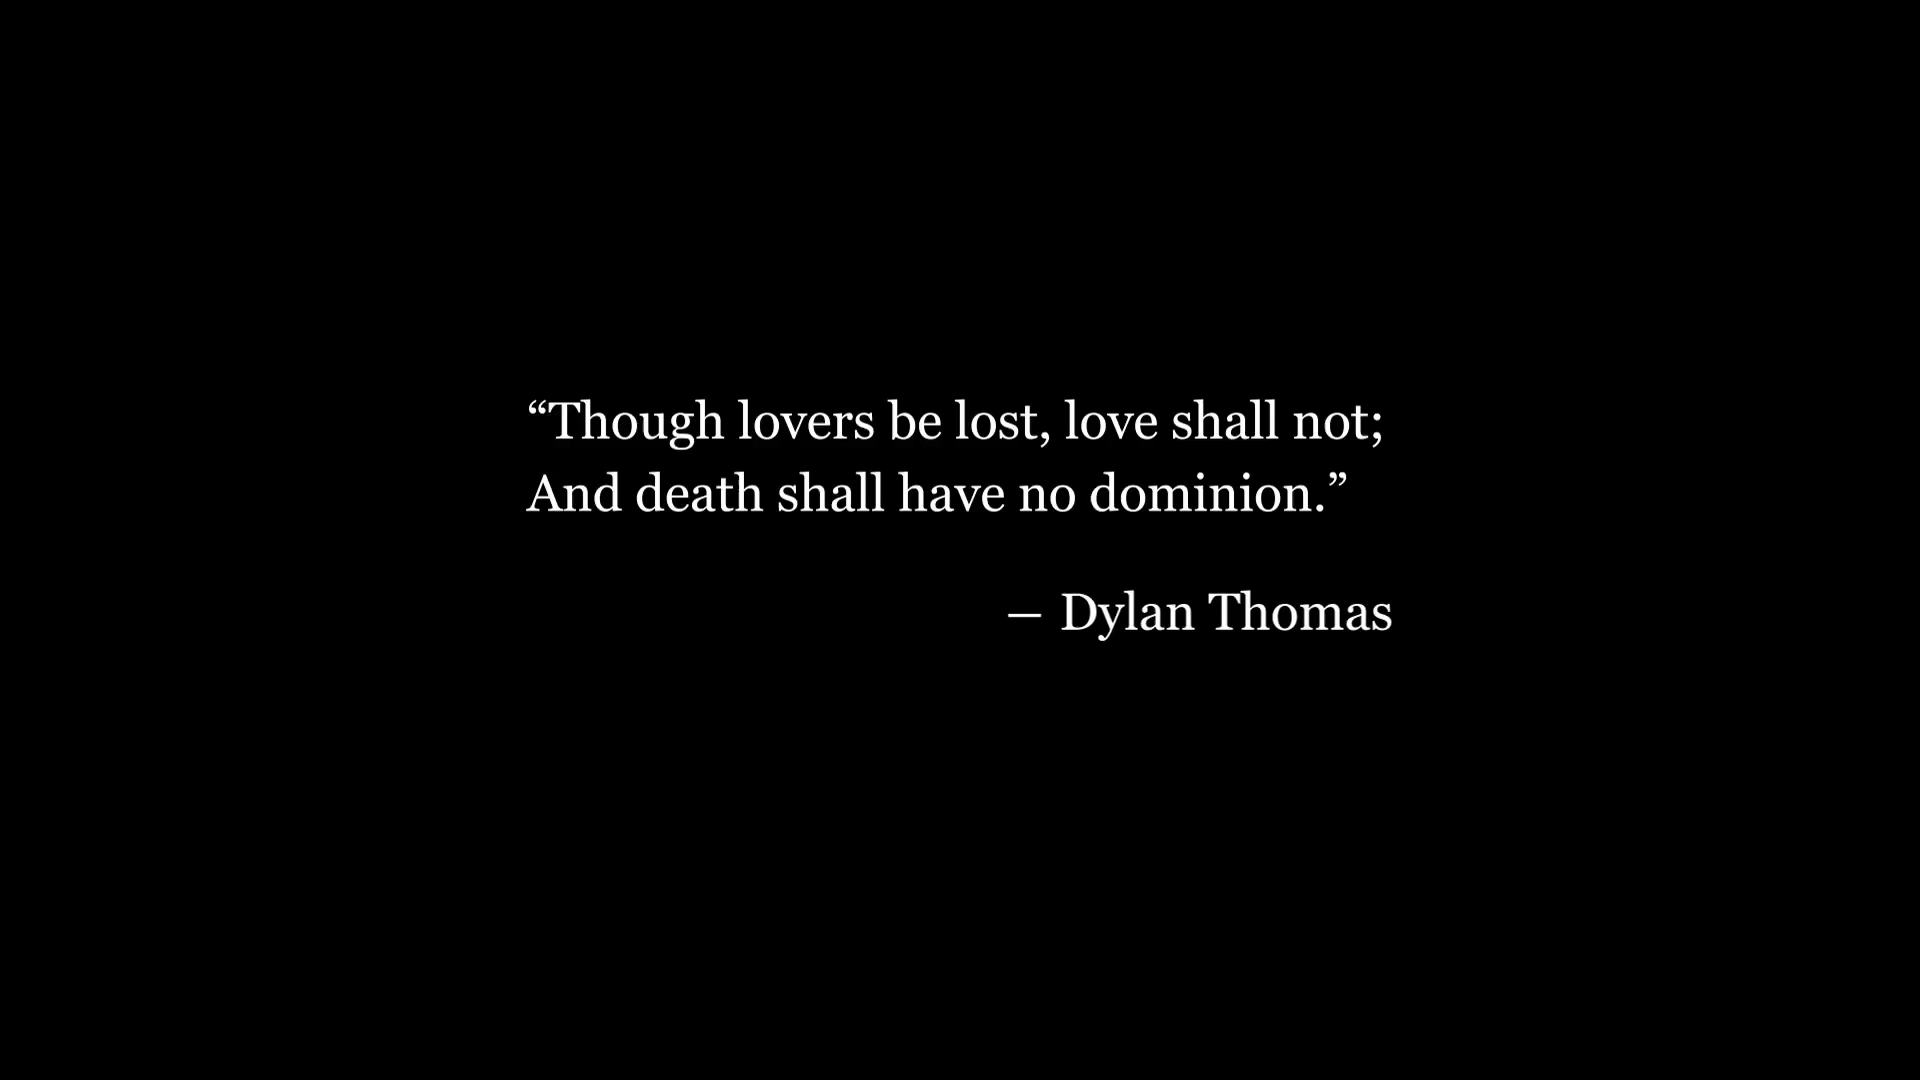 “Though lovers be lost, love shall not;
And death shall have no dominion.”
— Dylan Thomas